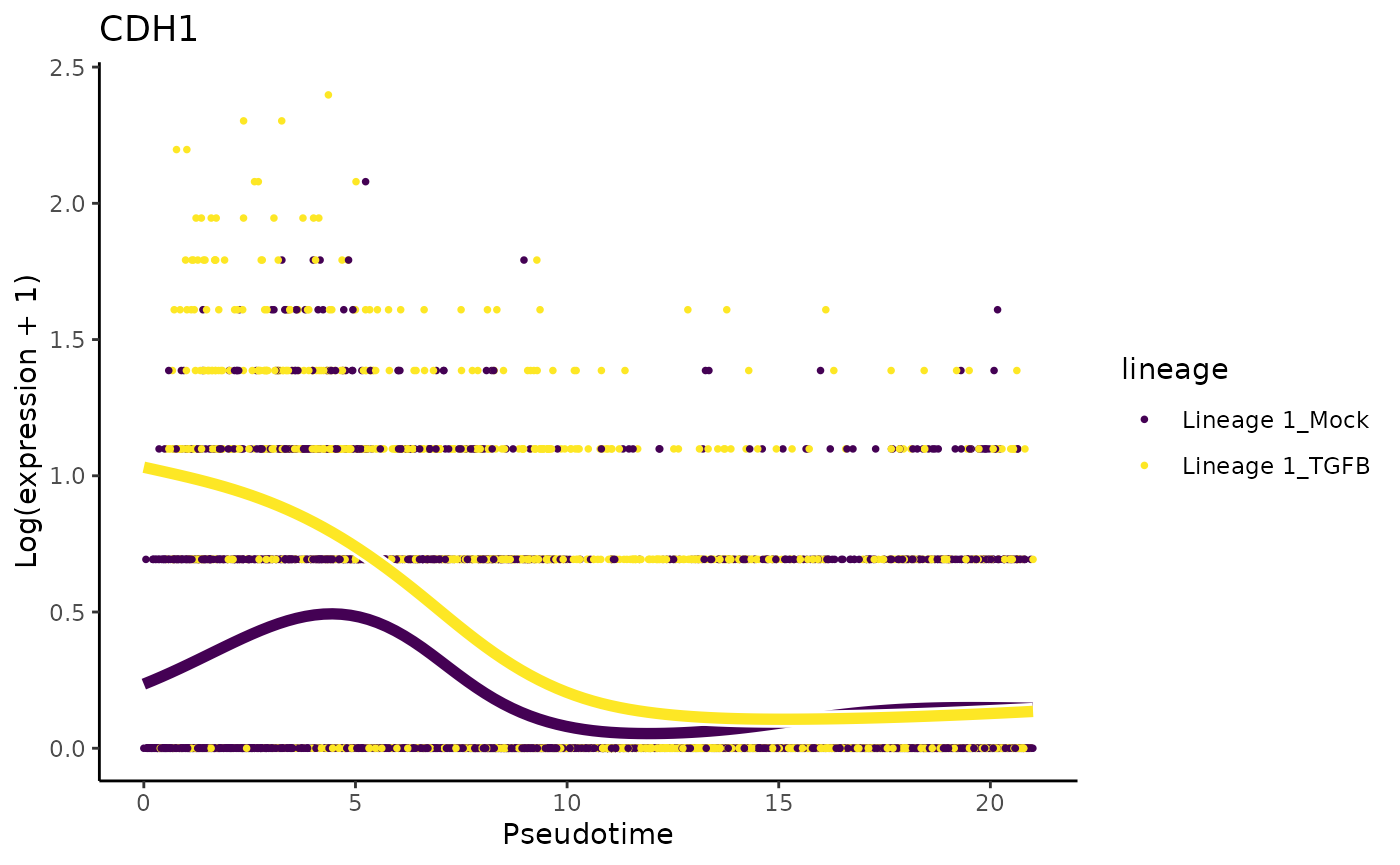 CDH1
2.5
2.0
1.5
1.0
0.5
0.0
Log(expression + 1)
0 5 10 15 20
Pseudotime
lineage
Lineage 1_Mock
Lineage 1_TGFB